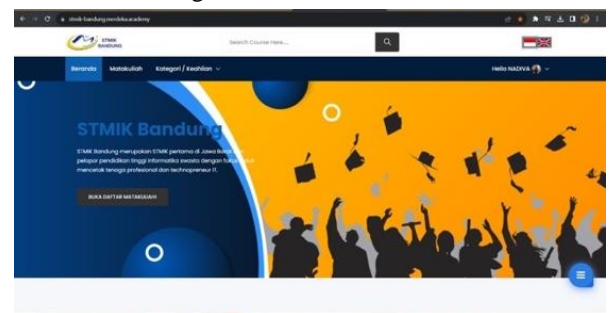 stmik-bandung.merdeka.academy
STMIK
BANDUNG
Search Course Here....
Beranda Matakuliah Kategori / Keahlian
Hello NADIVA
STMIK Bandung
STMIK Bandung merupakan STMIK pertama di Jawa Barat
pelopor pendidikan tinggi informatika swasta dengan
mencetak tenaga profesional dan technopreneur IT.
BUKA DAFTAR MATAKULIAH